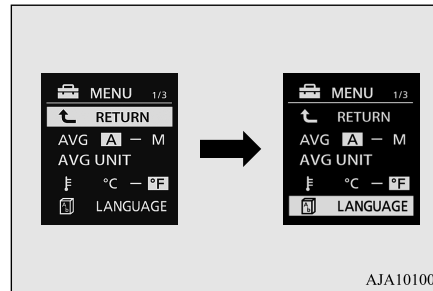 MENU 1/3
RETURN
AVG A – M
AVG UNIT
°C – °F
LANGUAGE
MENU 1/3
RETURN
AVG A – M
AVG UNIT
°C – °F
LANGUAGE
AJA10100